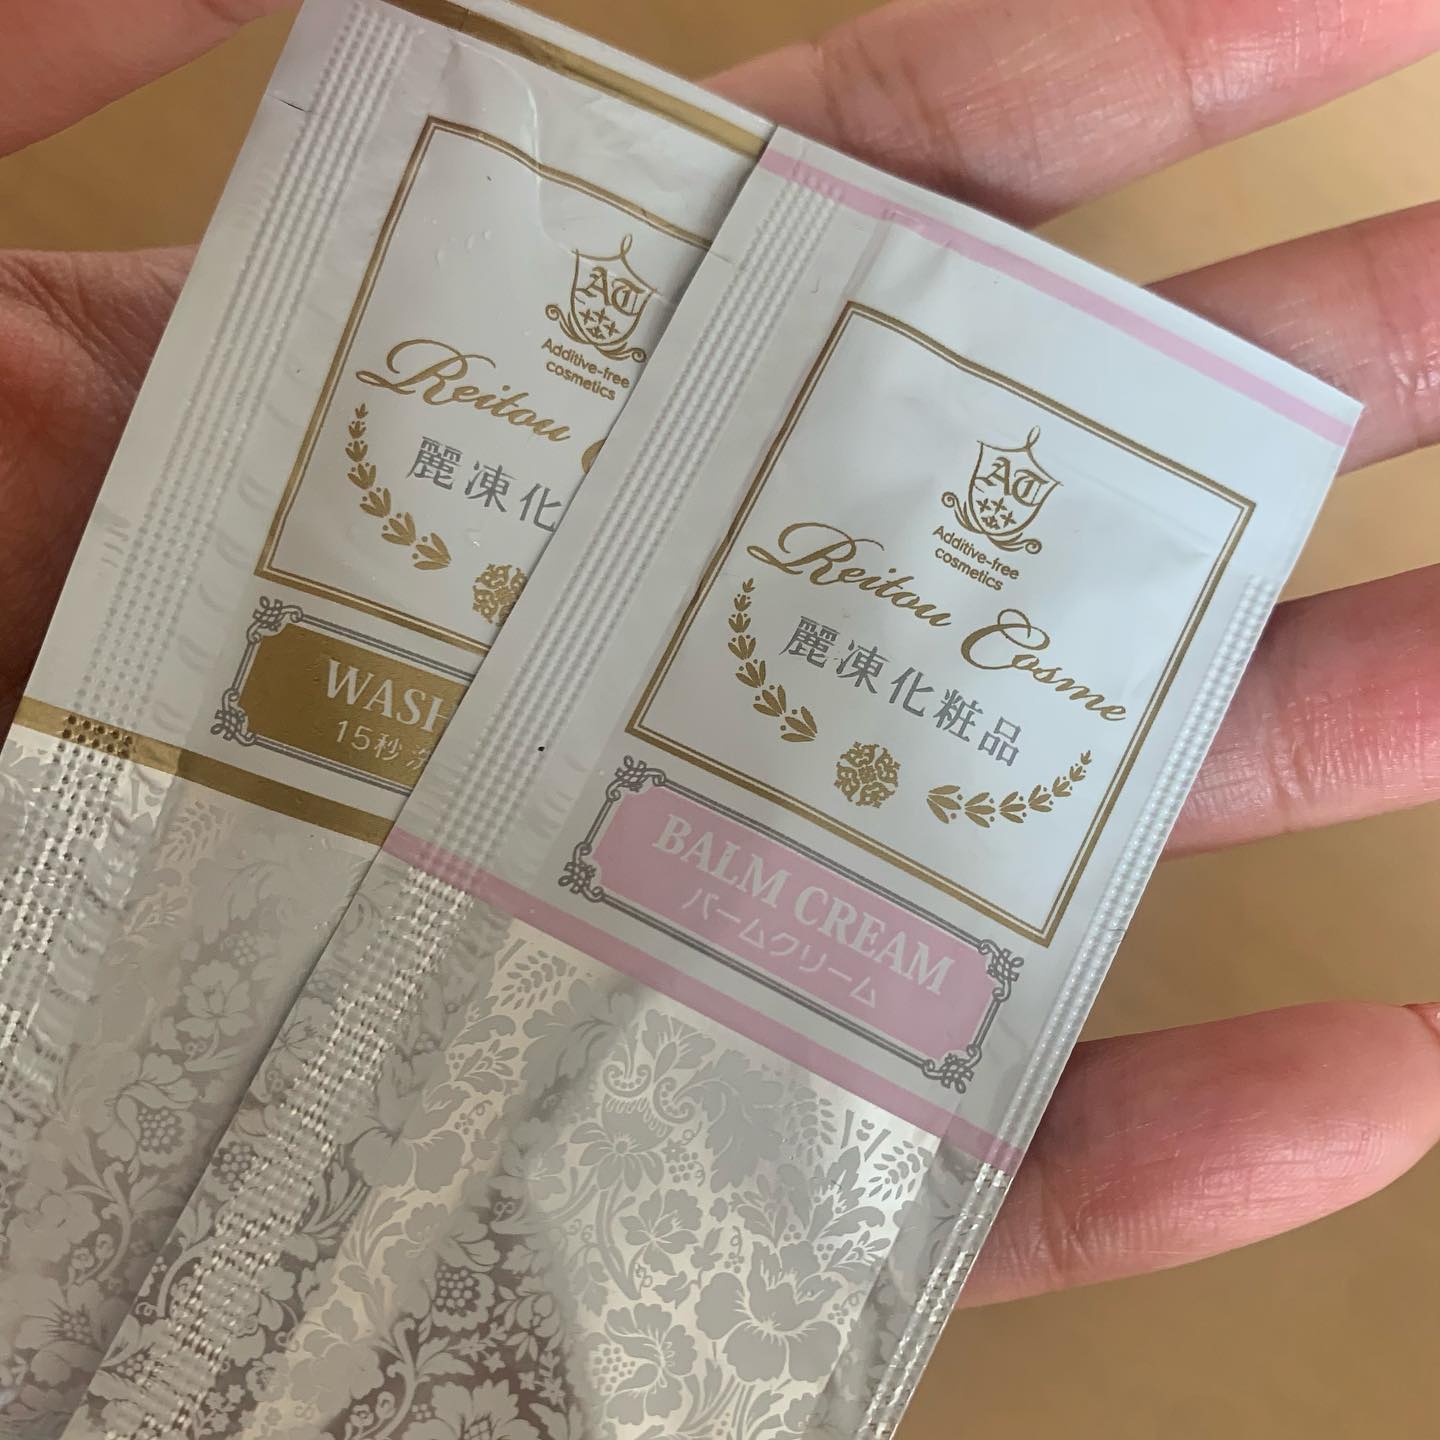 AT
Additive-free
cosmetics
Reitou
麗凍化
WASH
15秒
AT
Additive-free
cosmetics
Reitou Cosme
麗凍化粧品
BALM CREAM
バームクリーム